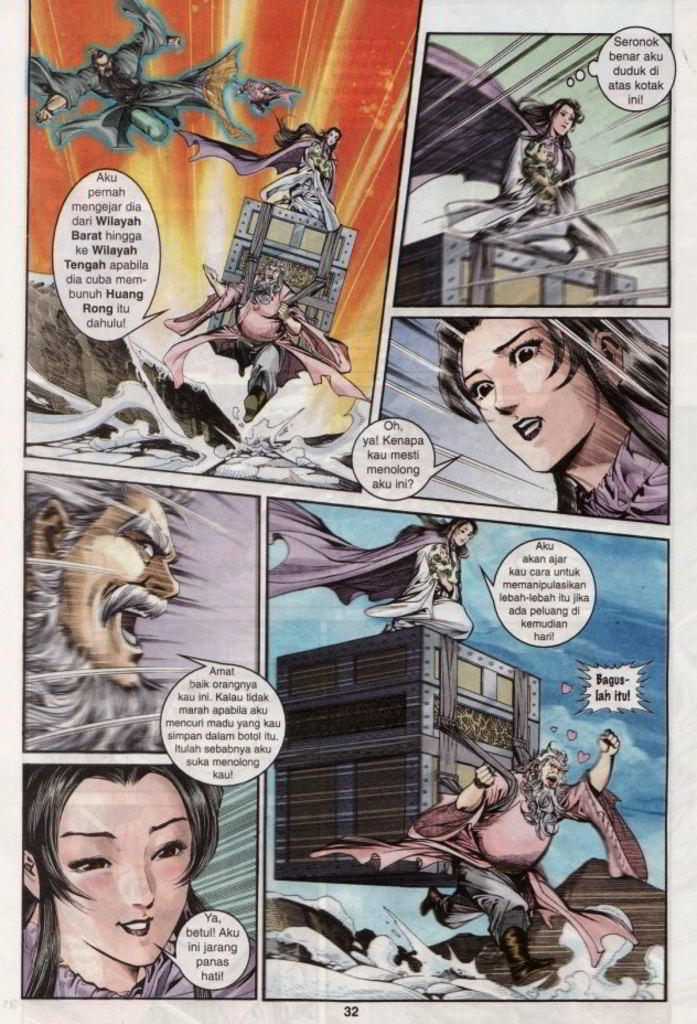 Aku
pernah
mengejar dia
dari Wilayah
Barat hingga
ke Wilayah
Tengah apabila
dia cuba mem-
bunuh Huang
Rong itu
dahulu!
Seronok
benar aku
duduk di
atas kotak
ini!
Oh,
ya! Kenapa
kau mesti
menolong
aku ini?
Amat
baik orangnya
kau ini. Kalau tidak
marah apabila aku
mencuri madu yang kau
simpan dalam botol itu.
Itulah sebabnya aku
suka menolong
kau!
Ya,
betul! Aku
ini jarang
panas
hati!
Aku
akan ajar
kau cara untuk
memanipulasikan
lebah-lebah itu jika
ada peluang di
kemudian
hari!
Bagus-
lah itu!
32